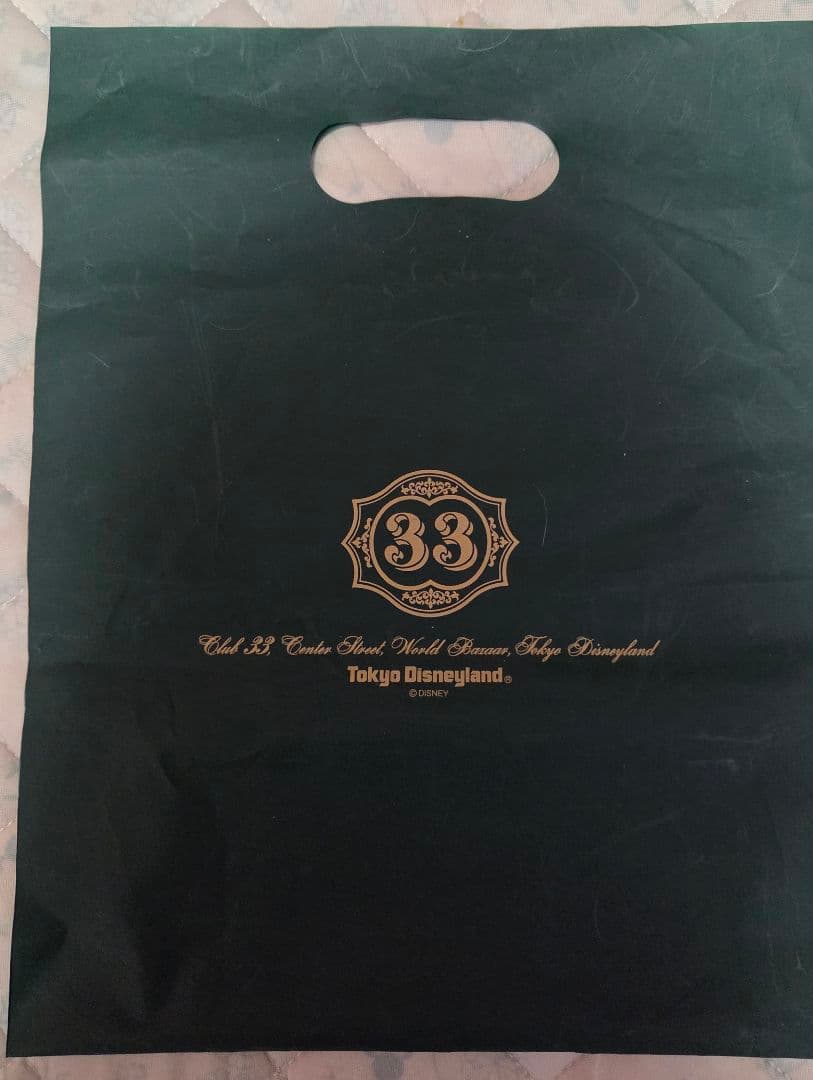 33
Club 33, Center Street, World Bazaar, Tokyo Disneyland
Tokyo Disneyland®
© DISNEY